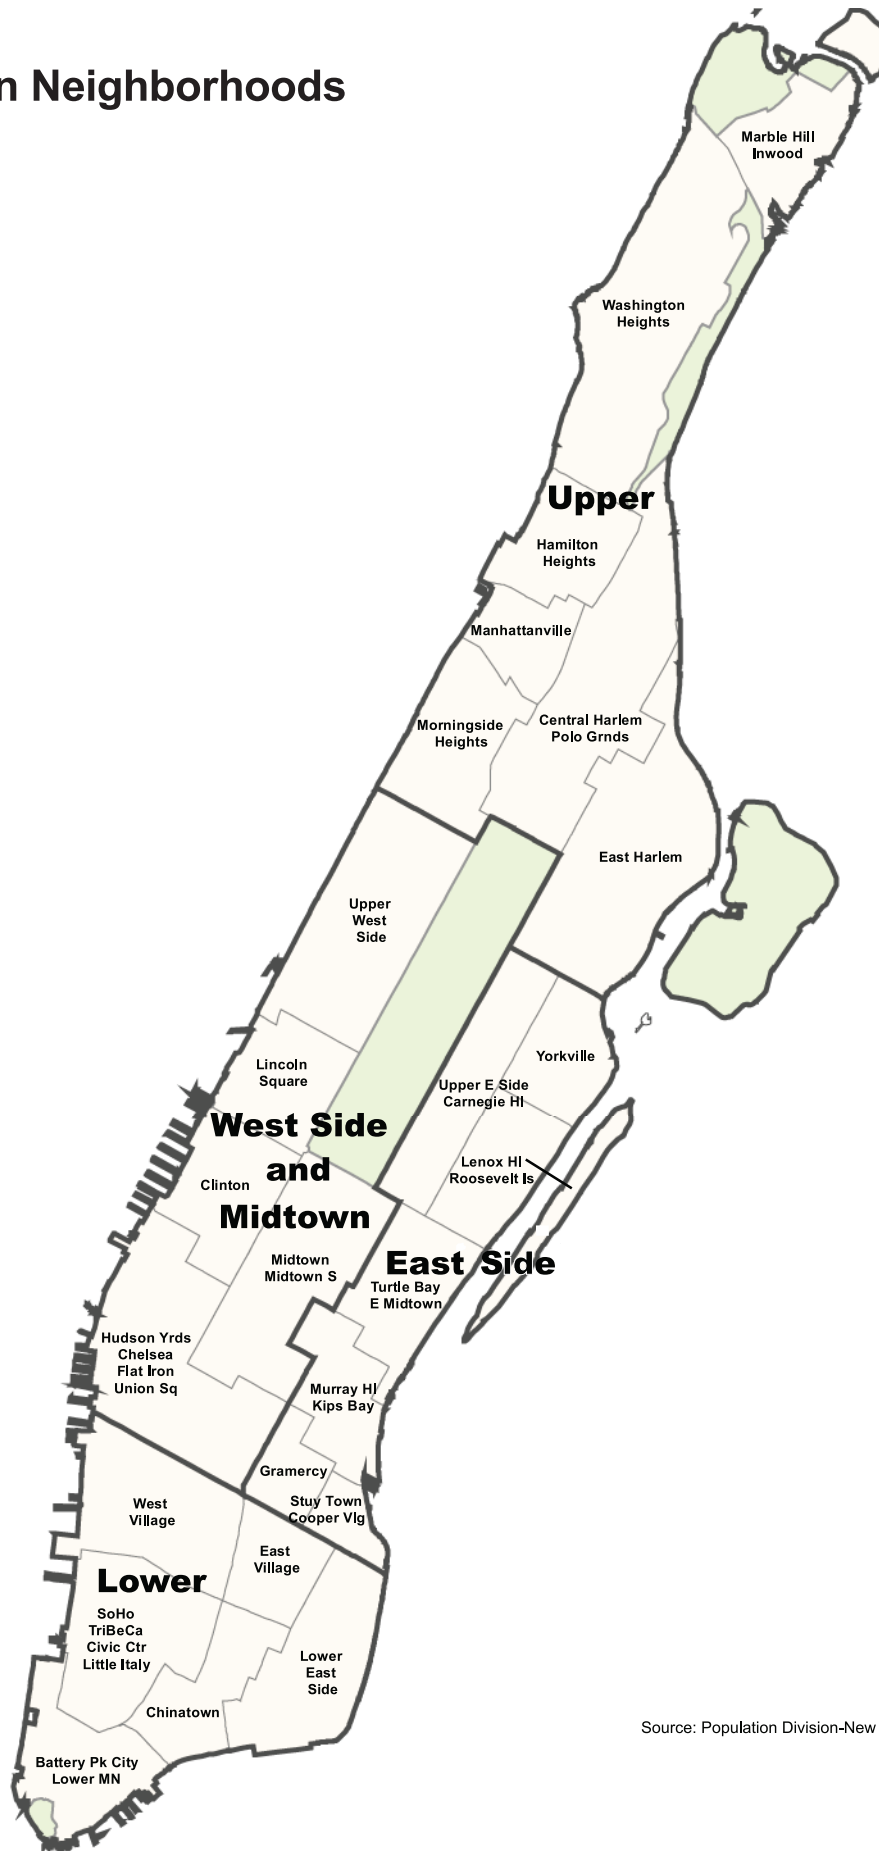 n Neighborhoods
Marble Hill
Inwood
Washington
Heights
Upper
Hamilton
Heights
Manhattanville
Morningside
Heights
Central Harlem
Polo Grnds
East Harlem
Upper
West
Side
Yorkville
Lincoln
Square
Upper E Side
Carnegie Hl
West Side
and
Midtown
Lenox Hl
Roosevelt Is
Clinton
Midtown
Midtown S
East Side
Turtle Bay
E Midtown
Hudson Yrds
Chelsea
Flat Iron
Union Sq
Murray Hl
Kips Bay
Gramercy
Stuy Town
Cooper Vlg
West
Village
East
Village
Lower
SoHo
TriBeCa
Civic Ctr
Little Italy
Lower
East
Side
Chinatown
Battery Pk City
Lower MN
Source: Population Division-New